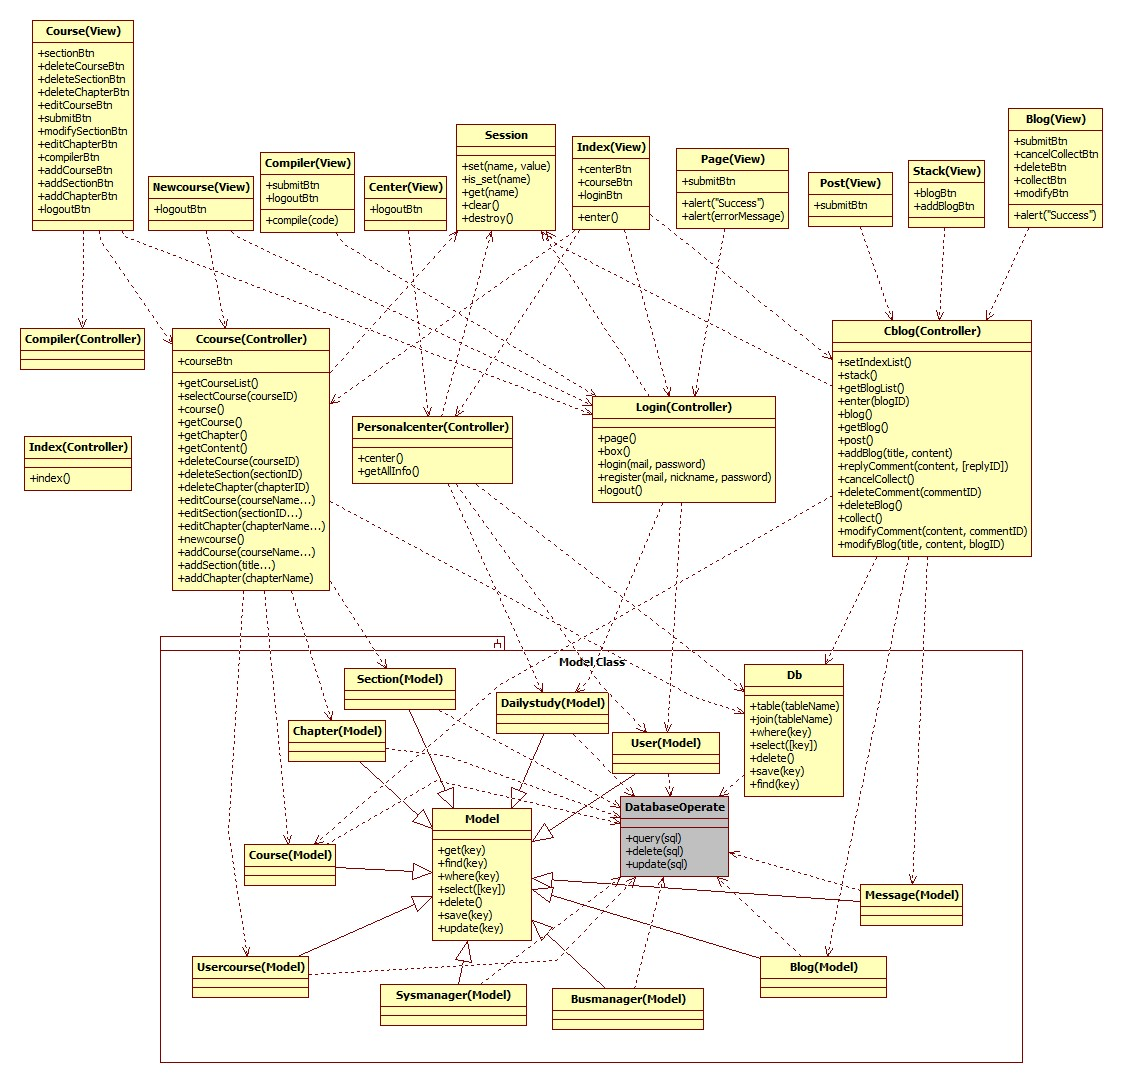 Course(View)
+sectionBtn
+deleteCourseBtn
+deleteSectionBtn
+deleteChapterBtn
+editCourseBtn
+submitBtn
+modifySectionBtn
+editChapterBtn
+compilerBtn
+addCourseBtn
+addSectionBtn
+addChapterBtn
+logoutBtn
Newcourse(View)
+logoutBtn
Compiler(View)
+submitBtn
+logoutBtn
+compile(code)
Center(View)
+logoutBtn
Session
+set(name, value)
+is_set(name)
+get(name)
+clear()
+destroy()
Index(View)
+centerBtn
+courseBtn
+loginBtn
+enter()
Page(View)
+submitBtn
+alert("Success")
+alert(errorMessage)
Post(View)
+submitBtn
Stack(View)
+blogBtn
+addBlogBtn
Blog(View)
+submitBtn
+cancelCollectBtn
+deleteBtn
+collectBtn
+modifyBtn
+alert("Success")
Compiler(Controller)
Index(Controller)
+index()
Ccourse(Controller)
+courseBtn
+getCourseList()
+selectCourse(courseID)
+course()
+getCourse()
+getChapter()
+getContent()
+deleteCourse(courseID)
+deleteSection(sectionID)
+deleteChapter(chapterID)
+editCourse(courseName...)
+editSection(sectionID...)
+editChapter(chapterName...)
+newcourse()
+addCourse(courseName...)
+addSection(title...)
+addChapter(chapterName)
Personalcenter(Controller)
+center()
+getAllInfo()
Login(Controller)
+page()
+box()
+login(mail, password)
+register(mail, nickname, password)
+logout()
Cblog(Controller)
+setIndexList()
+stack()
+getBlogList()
+enter(blogID)
+blog()
+getBlog()
+post()
+addBlog(title, content)
+replyComment(content, [replyID])
+cancelCollect()
+deleteComment(commentID)
+deleteBlog()
+collect()
+modifyComment(content, commentID)
+modifyBlog(title, content, blogID)
Model Class
Section(Model)
Chapter(Model)
Dailystudy(Model)
User(Model)
Db
+table(tableName)
+join(tableName)
+where(key)
+select([key])
+delete()
+save(key)
+find(key)
Course(Model)
Model
+get(key)
+find(key)
+where(key)
+select([key])
+delete()
+save(key)
+update(key)
DatabaseOperate
+query(sql)
+delete(sql)
+update(sql)
Message(Model)
Usercourse(Model)
Sysmanager(Model)
Busmanager(Model)
Blog(Model)